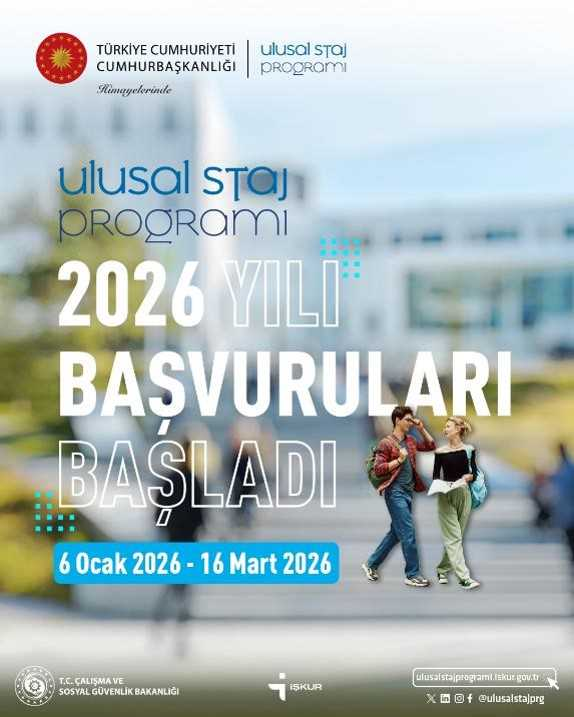 TÜRKİYE CUMHURİYETİ
CUMHURBAŞKANLIĞI
Himayelerinde
ulusal staj
programı
ulusal staj
programı
2026 YILI
BAŞVURULARI
BAŞLADI
6 Ocak 2026 - 16 Mart 2026
T.C. ÇALIŞMA VE
SOSYAL GÜVENLİK BAKANLIĞI
İŞKUR
ulusalstajprogrami.iskur.gov.tr
@ulusalstajprg